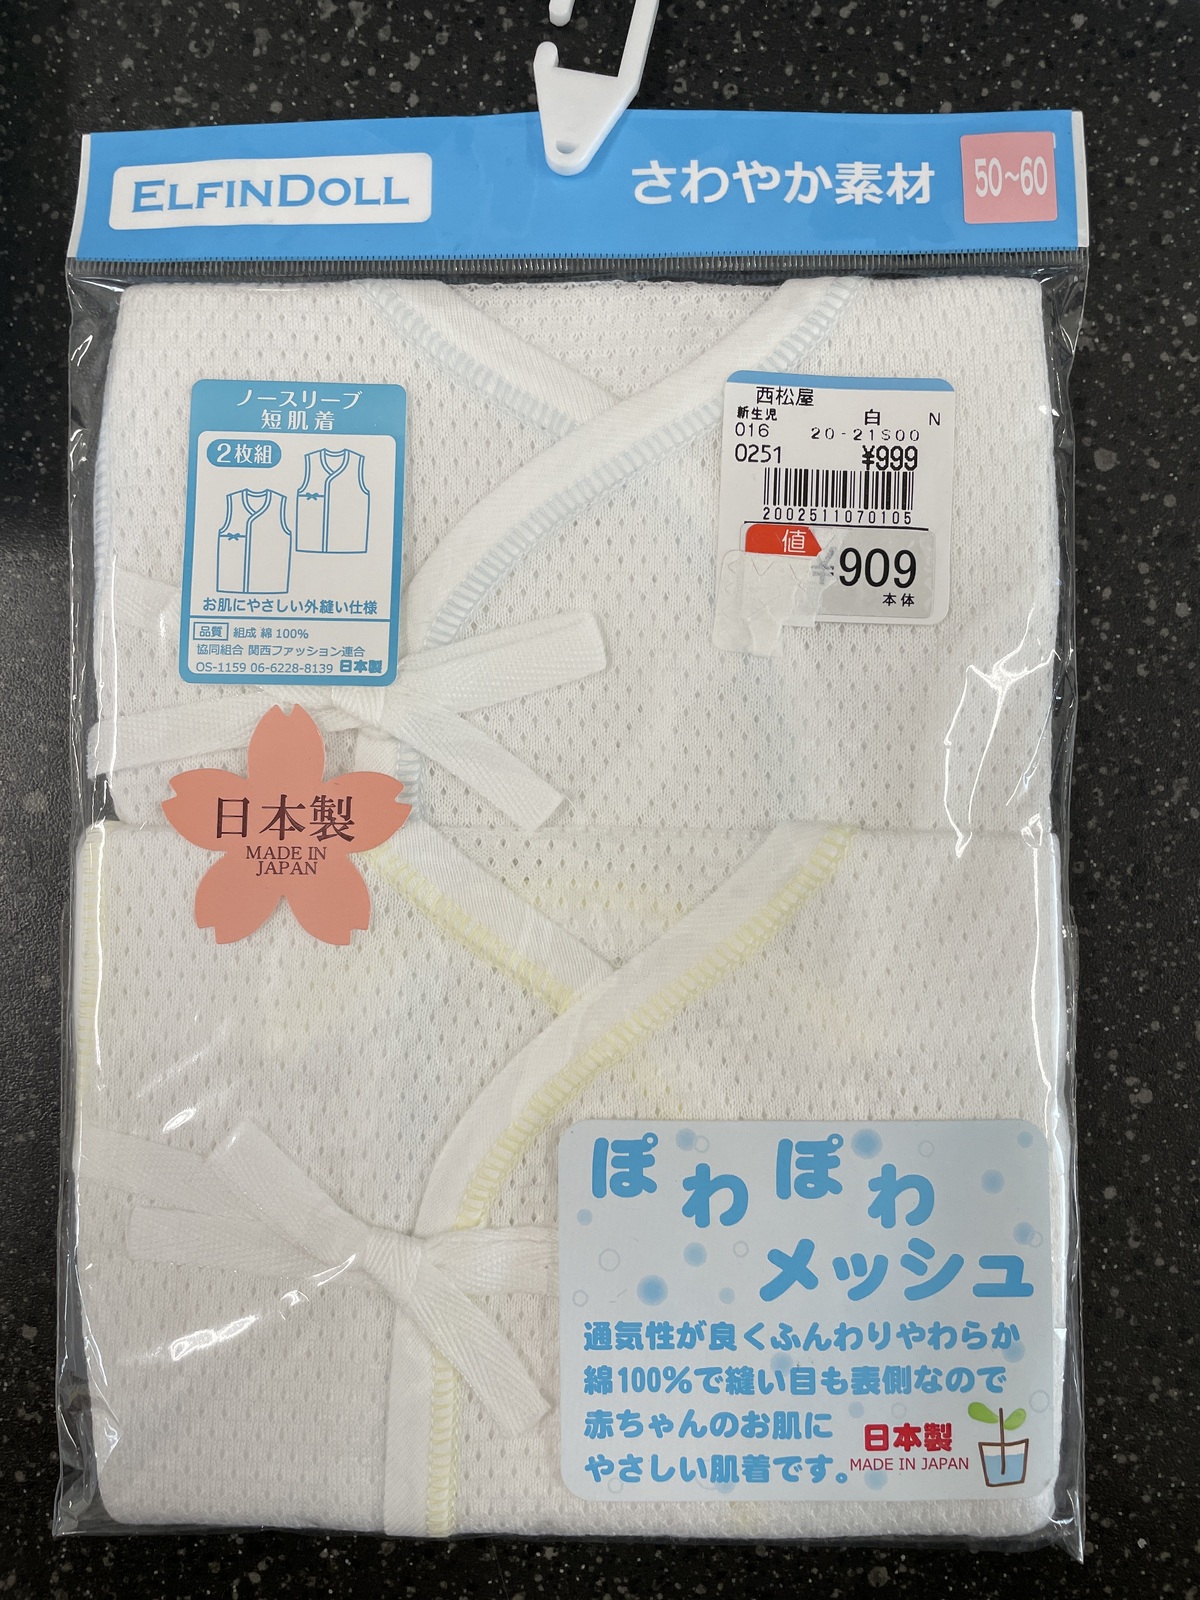 ELFINDOLL
さわやか素材
50~60
ノースリーブ
短肌着
2枚組
お肌にやさしい外縫い仕様
品質 組成 綿100%
協同組合 関西ファッション連合
OS-1159 06-6228-8139 日本製
西松屋
新生児 白 N
016 20-21S00
0251 ¥999
2002511070105
値
¥909
本体
日本製
MADE IN
JAPAN
ぽわぽわ
メッシュ
通気性が良くふんわりやわらか
綿100%で縫い目も表側なので
赤ちゃんのお肌に
やさしい肌着です。
日本製
MADE IN JAPAN